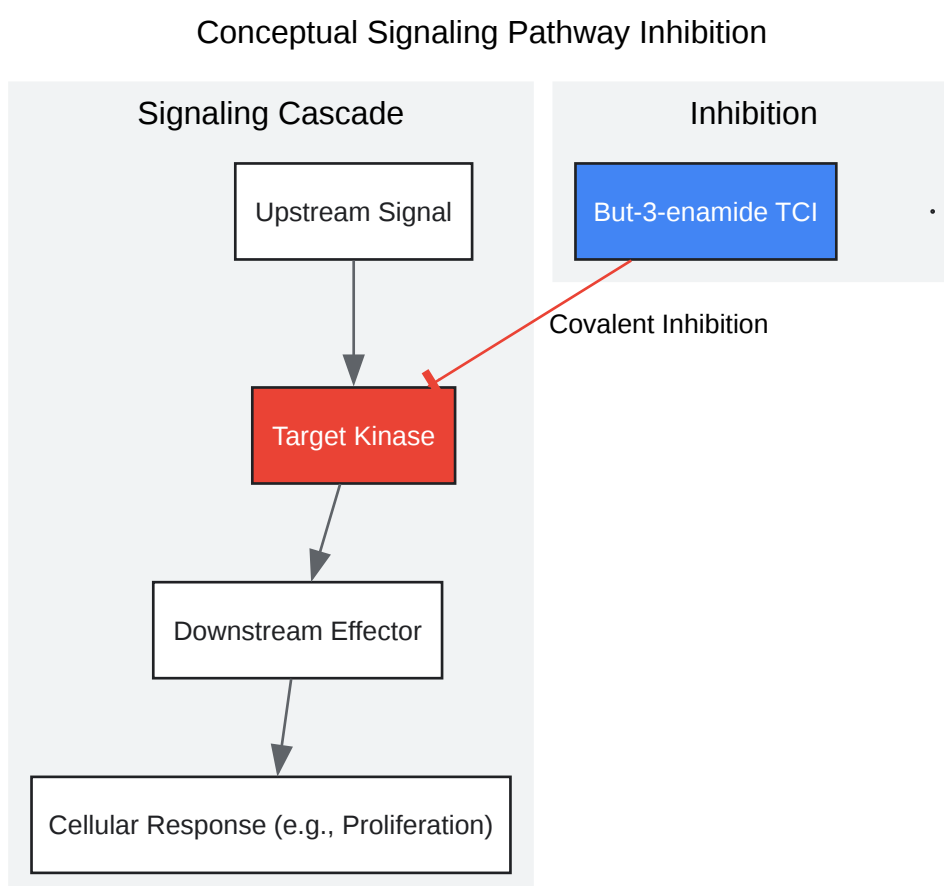 Conceptual Signaling Pathway Inhibition
Signaling Cascade
Inhibition
Upstream Signal
But-3-enamide TCI
.
Covalent Inhibition
Target Kinase
Downstream Effector
Cellular Response (e.g., Proliferation)